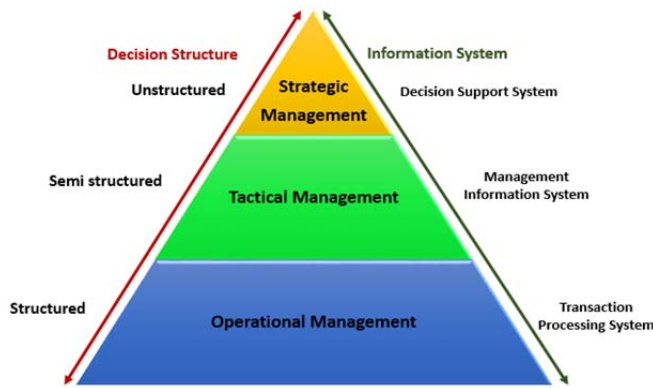 Decision Structure
Information System
Unstructured
Strategic
Management
Decision Support System
Semi structured
Tactical Management
Management
Information System
Structured
Operational Management
Transaction
Processing System